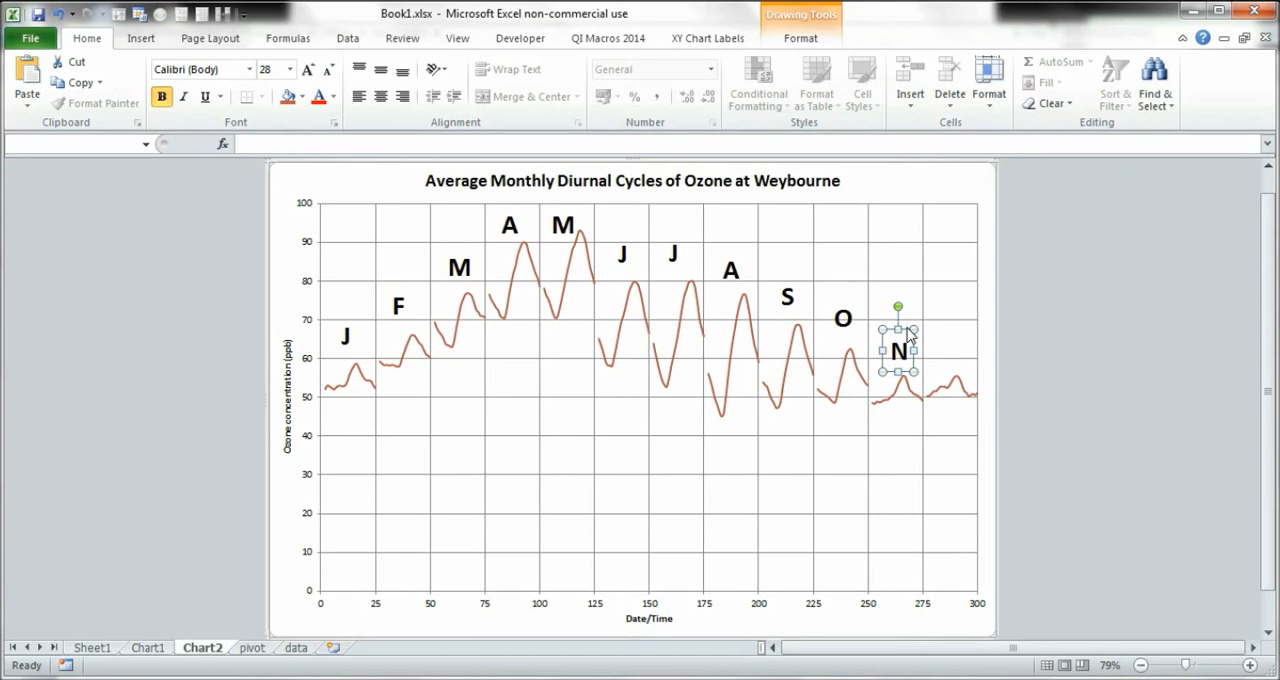 Book1.xlsx - Microsoft Excel non-commercial use
Drawing Tools
File Home Insert Page Layout Formulas Data Review View Developer QI Macros 2014 XY Chart Labels Format
Paste
Cut
Copy
Format Painter
Clipboard
Calibri (Body) 28
B I U
Font
Wrap Text
Merge & Center
Alignment
General
Number
Conditional Formatting
Format as Table
Cell Styles
Styles
Insert Delete Format
Cells
AutoSum
Fill
Clear
Sort & Filter
Find & Select
Editing
fx
Average Monthly Diurnal Cycles of Ozone at Weybourne
Ozone concentration (ppb)
100
90
80
70
60
50
40
30
20
10
0
J F M A M J J A S O N
0 25 50 75 100 125 150 175 200 225 250 275 300
Date/Time
Sheet1 Chart1 Chart2 pivot data
Ready
79%